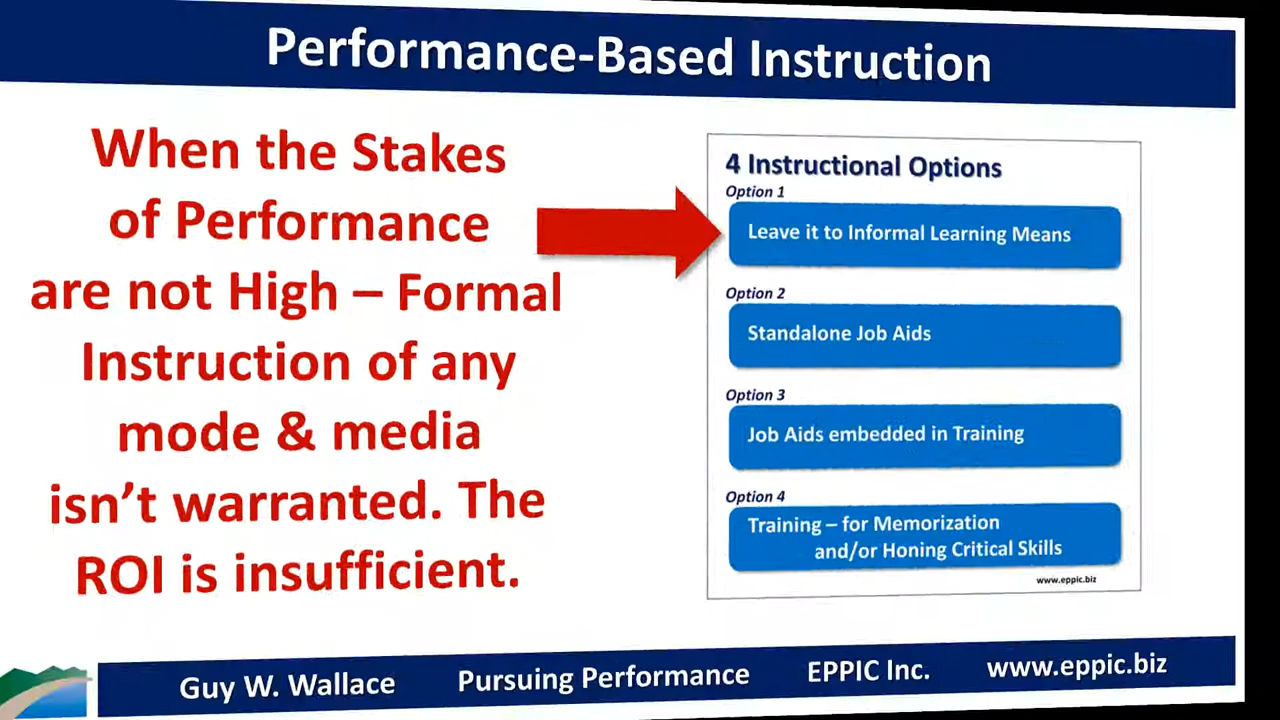 Performance-Based Instruction
When the Stakes
of Performance
are not High – Formal
Instruction of any
mode & media
isn’t warranted. The
ROI is insufficient.
4 Instructional Options
Option 1
Leave it to Informal Learning Means
Option 2
Standalone Job Aids
Option 3
Job Aids embedded in Training
Option 4
Training – for Memorization
and/or Honing Critical Skills
www.eppic.biz
Guy W. Wallace Pursuing Performance EPPIC Inc. www.eppic.biz